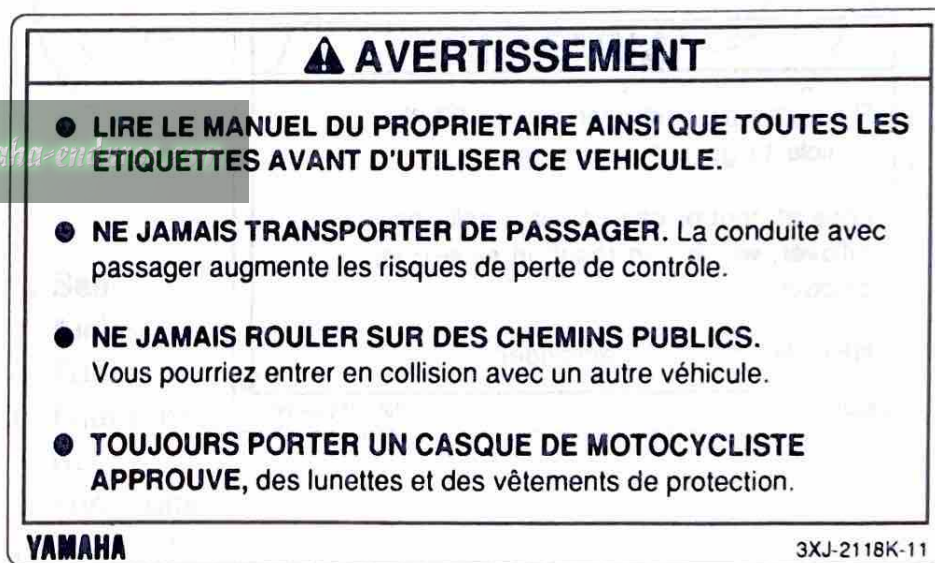 AVERTISSEMENT
● LIRE LE MANUEL DU PROPRIETAIRE AINSI QUE TOUTES LES
ETIQUETTES AVANT D'UTILISER CE VEHICULE.
● NE JAMAIS TRANSPORTER DE PASSAGER. La conduite avec
passager augmente les risques de perte de contrôle.
● NE JAMAIS ROULER SUR DES CHEMINS PUBLICS.
Vous pourriez entrer en collision avec un autre véhicule.
● TOUJOURS PORTER UN CASQUE DE MOTOCYCLISTE
APPROUVE, des lunettes et des vêtements de protection.
YAMAHA
3XJ-2118K-11